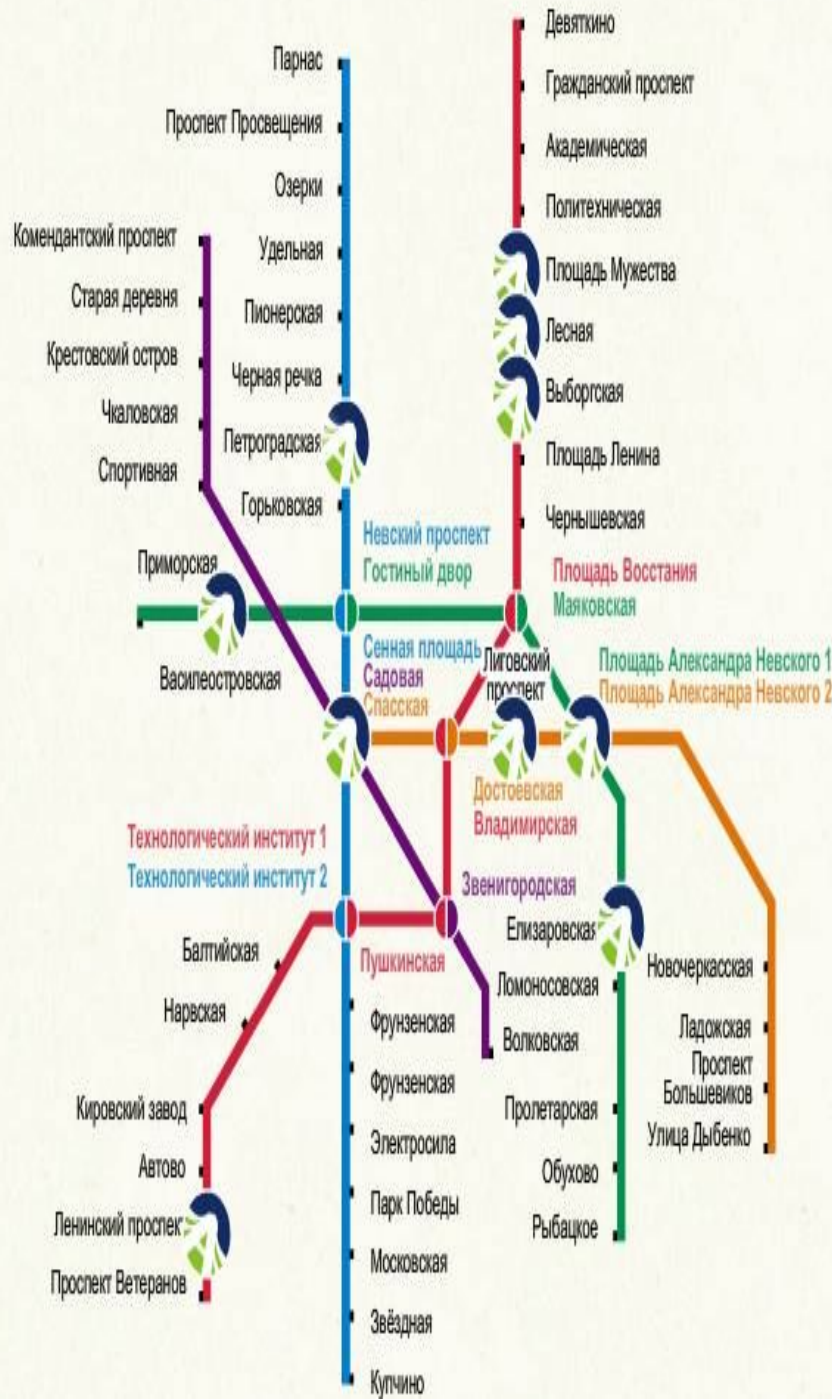 Девяткино
Парнас
Гражданский проспект
Проспект Просвещения
Академическая
Озерки
Политехническая
Комендантский проспект
Удельная
Площадь Мужества
Старая деревня
Пионерская
Лесная
Крестовский остров
Черная речка
Выборгская
Чкаловская
Петроградская
Площадь Ленина
Спортивная
Горьковская
Чернышевская
Невский проспект
Гостиный двор
Приморская
Площадь Восстания
Маяковская
Василеостровская
Сенная площадь
Садовая
Спасская
Лиговский
проспект
Площадь Александра Невского 1
Площадь Александра Невского 2
Достоевская
Владимирская
Технологический институт 1
Технологический институт 2
Звенигородская
Пушкинская
Балтийская
Нарвская
Кировский завод
Автово
Ленинский проспект
Проспект Ветеранов
Фрунзенская
Фрунзенская
Электросила
Парк Победы
Московская
Звёздная
Купчино
Волковская
Елизаровская
Ломоносовская
Пролетарская
Обухово
Рыбацкое
Новочеркасская
Ладожская
Проспект
Большевиков
Улица Дыбенко